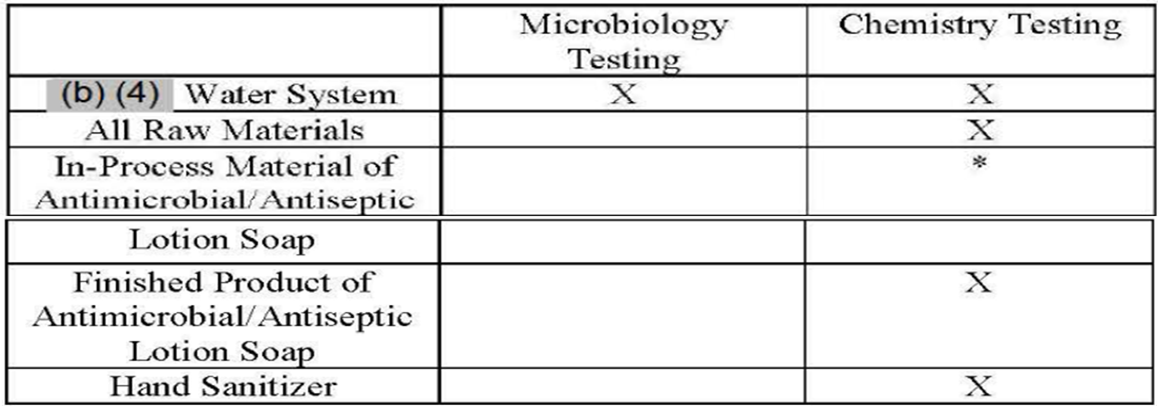 Microbiology Testing Chemistry Testing
(b) (4) Water System X X
All Raw Materials X
In-Process Material of *
Antimicrobial/Antiseptic
Lotion Soap
Finished Product of X
Antimicrobial/Antiseptic
Lotion Soap
Hand Sanitizer X